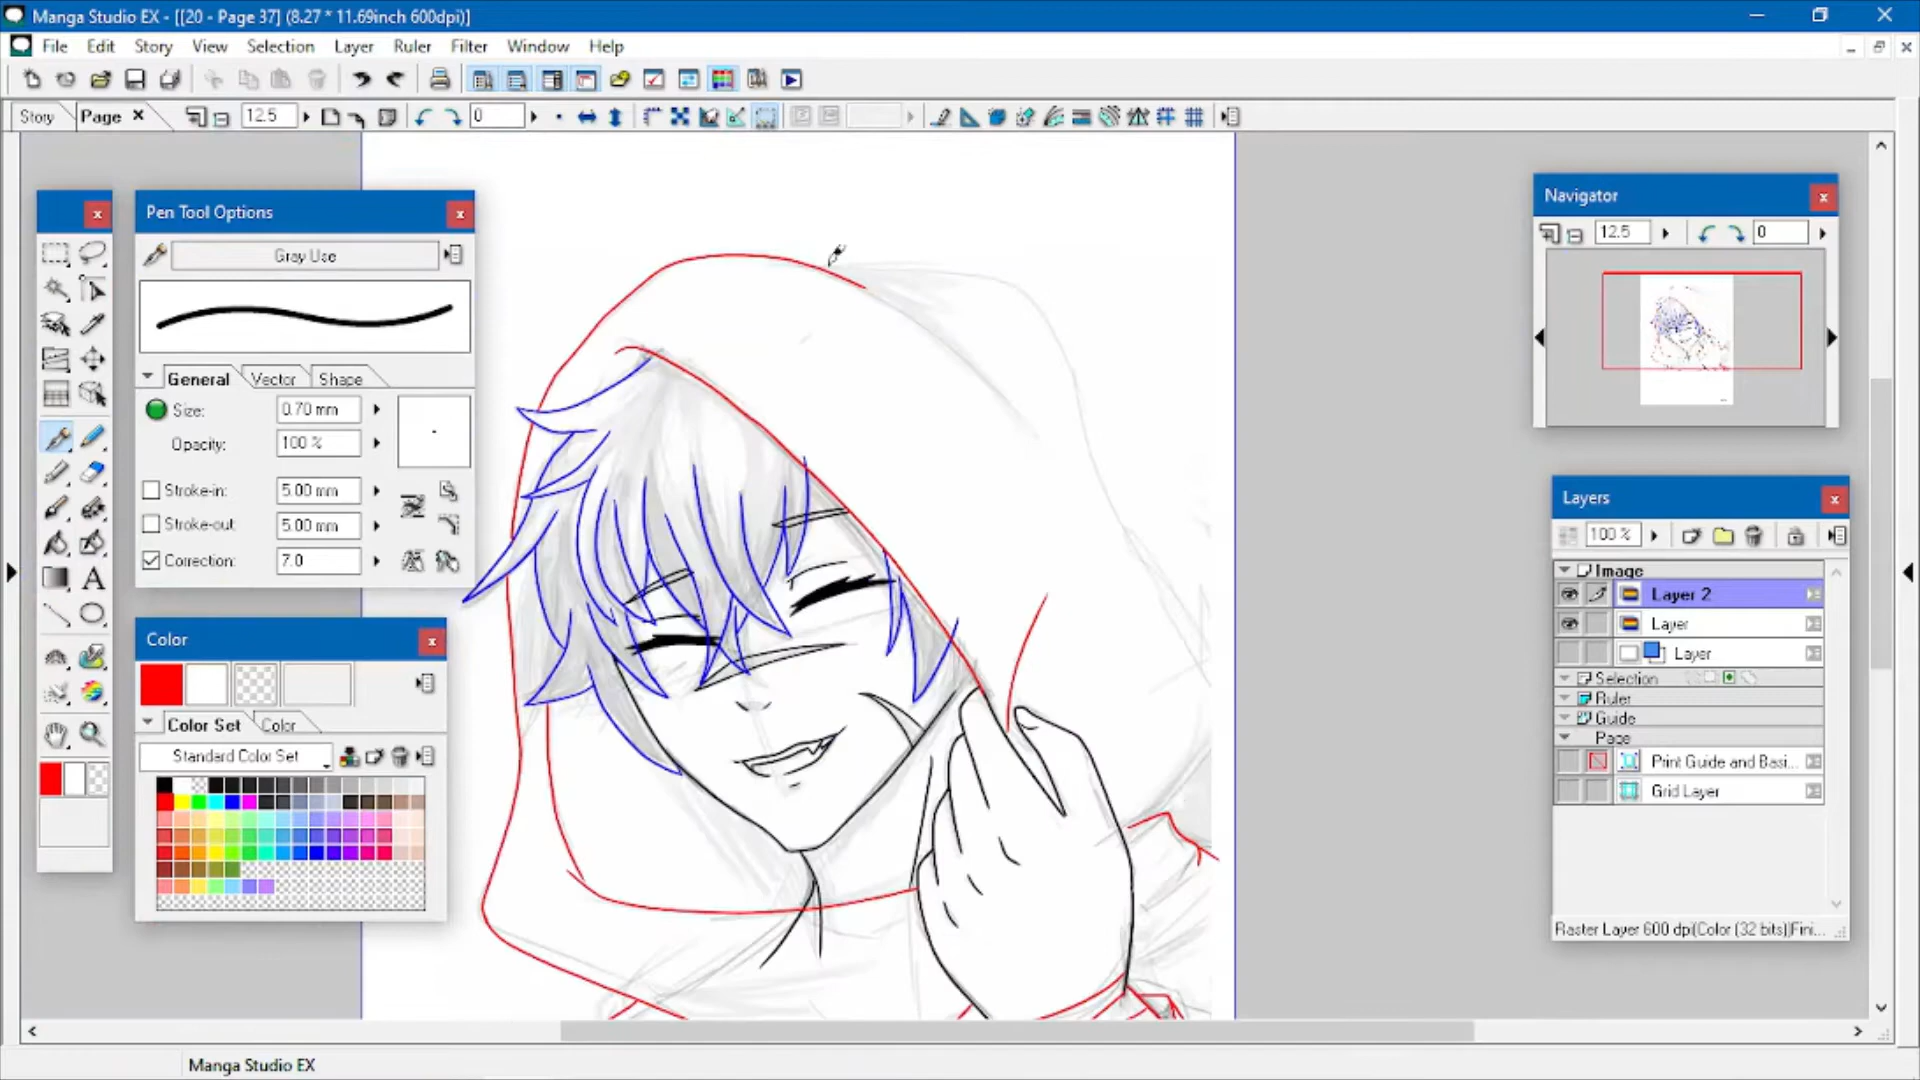 Manga Studio EX - [[20 - Page 37] (8.27 * 11.69inch 600dpi)]
File Edit Story View Selection Layer Ruler Filter Window Help
Story Page 12.5 0
Pen Tool Options
Gray Use
General Vector Shape
Size: 0.70 mm
Opacity: 100 %
Stroke-in: 5.00 mm
Stroke-out: 5.00 mm
Correction: 7.0
A
Color
Color Set Color
Standard Color Set
Navigator
12.5 0
Layers
100 %
Image
Layer 2
Layer
Layer
Selection
Ruler
Guide
Page
Print Guide and Basi...
Grid Layer
Raster Layer 600 dpi(Color (32 bits))Fini...
Manga Studio EX